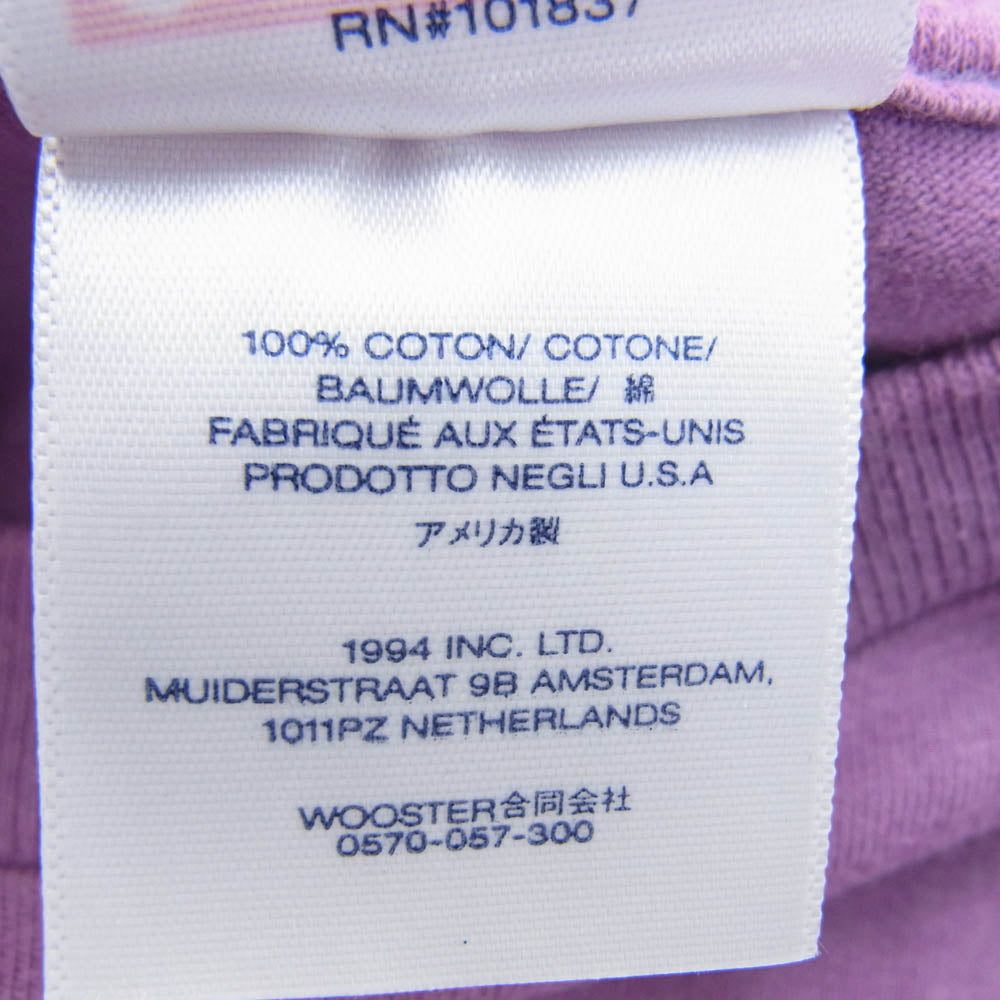 RN#101837
100% COTON/ COTONE/
BAUMWOLLE/ 綿
FABRIQUÉ AUX ÉTATS-UNIS
PRODOTTO NEGLI U.S.A
アメリカ製
1994 INC. LTD.
MUIDERSTRAAT 9B AMSTERDAM,
1011PZ NETHERLANDS
WOOSTER合同会社
0570-057-300